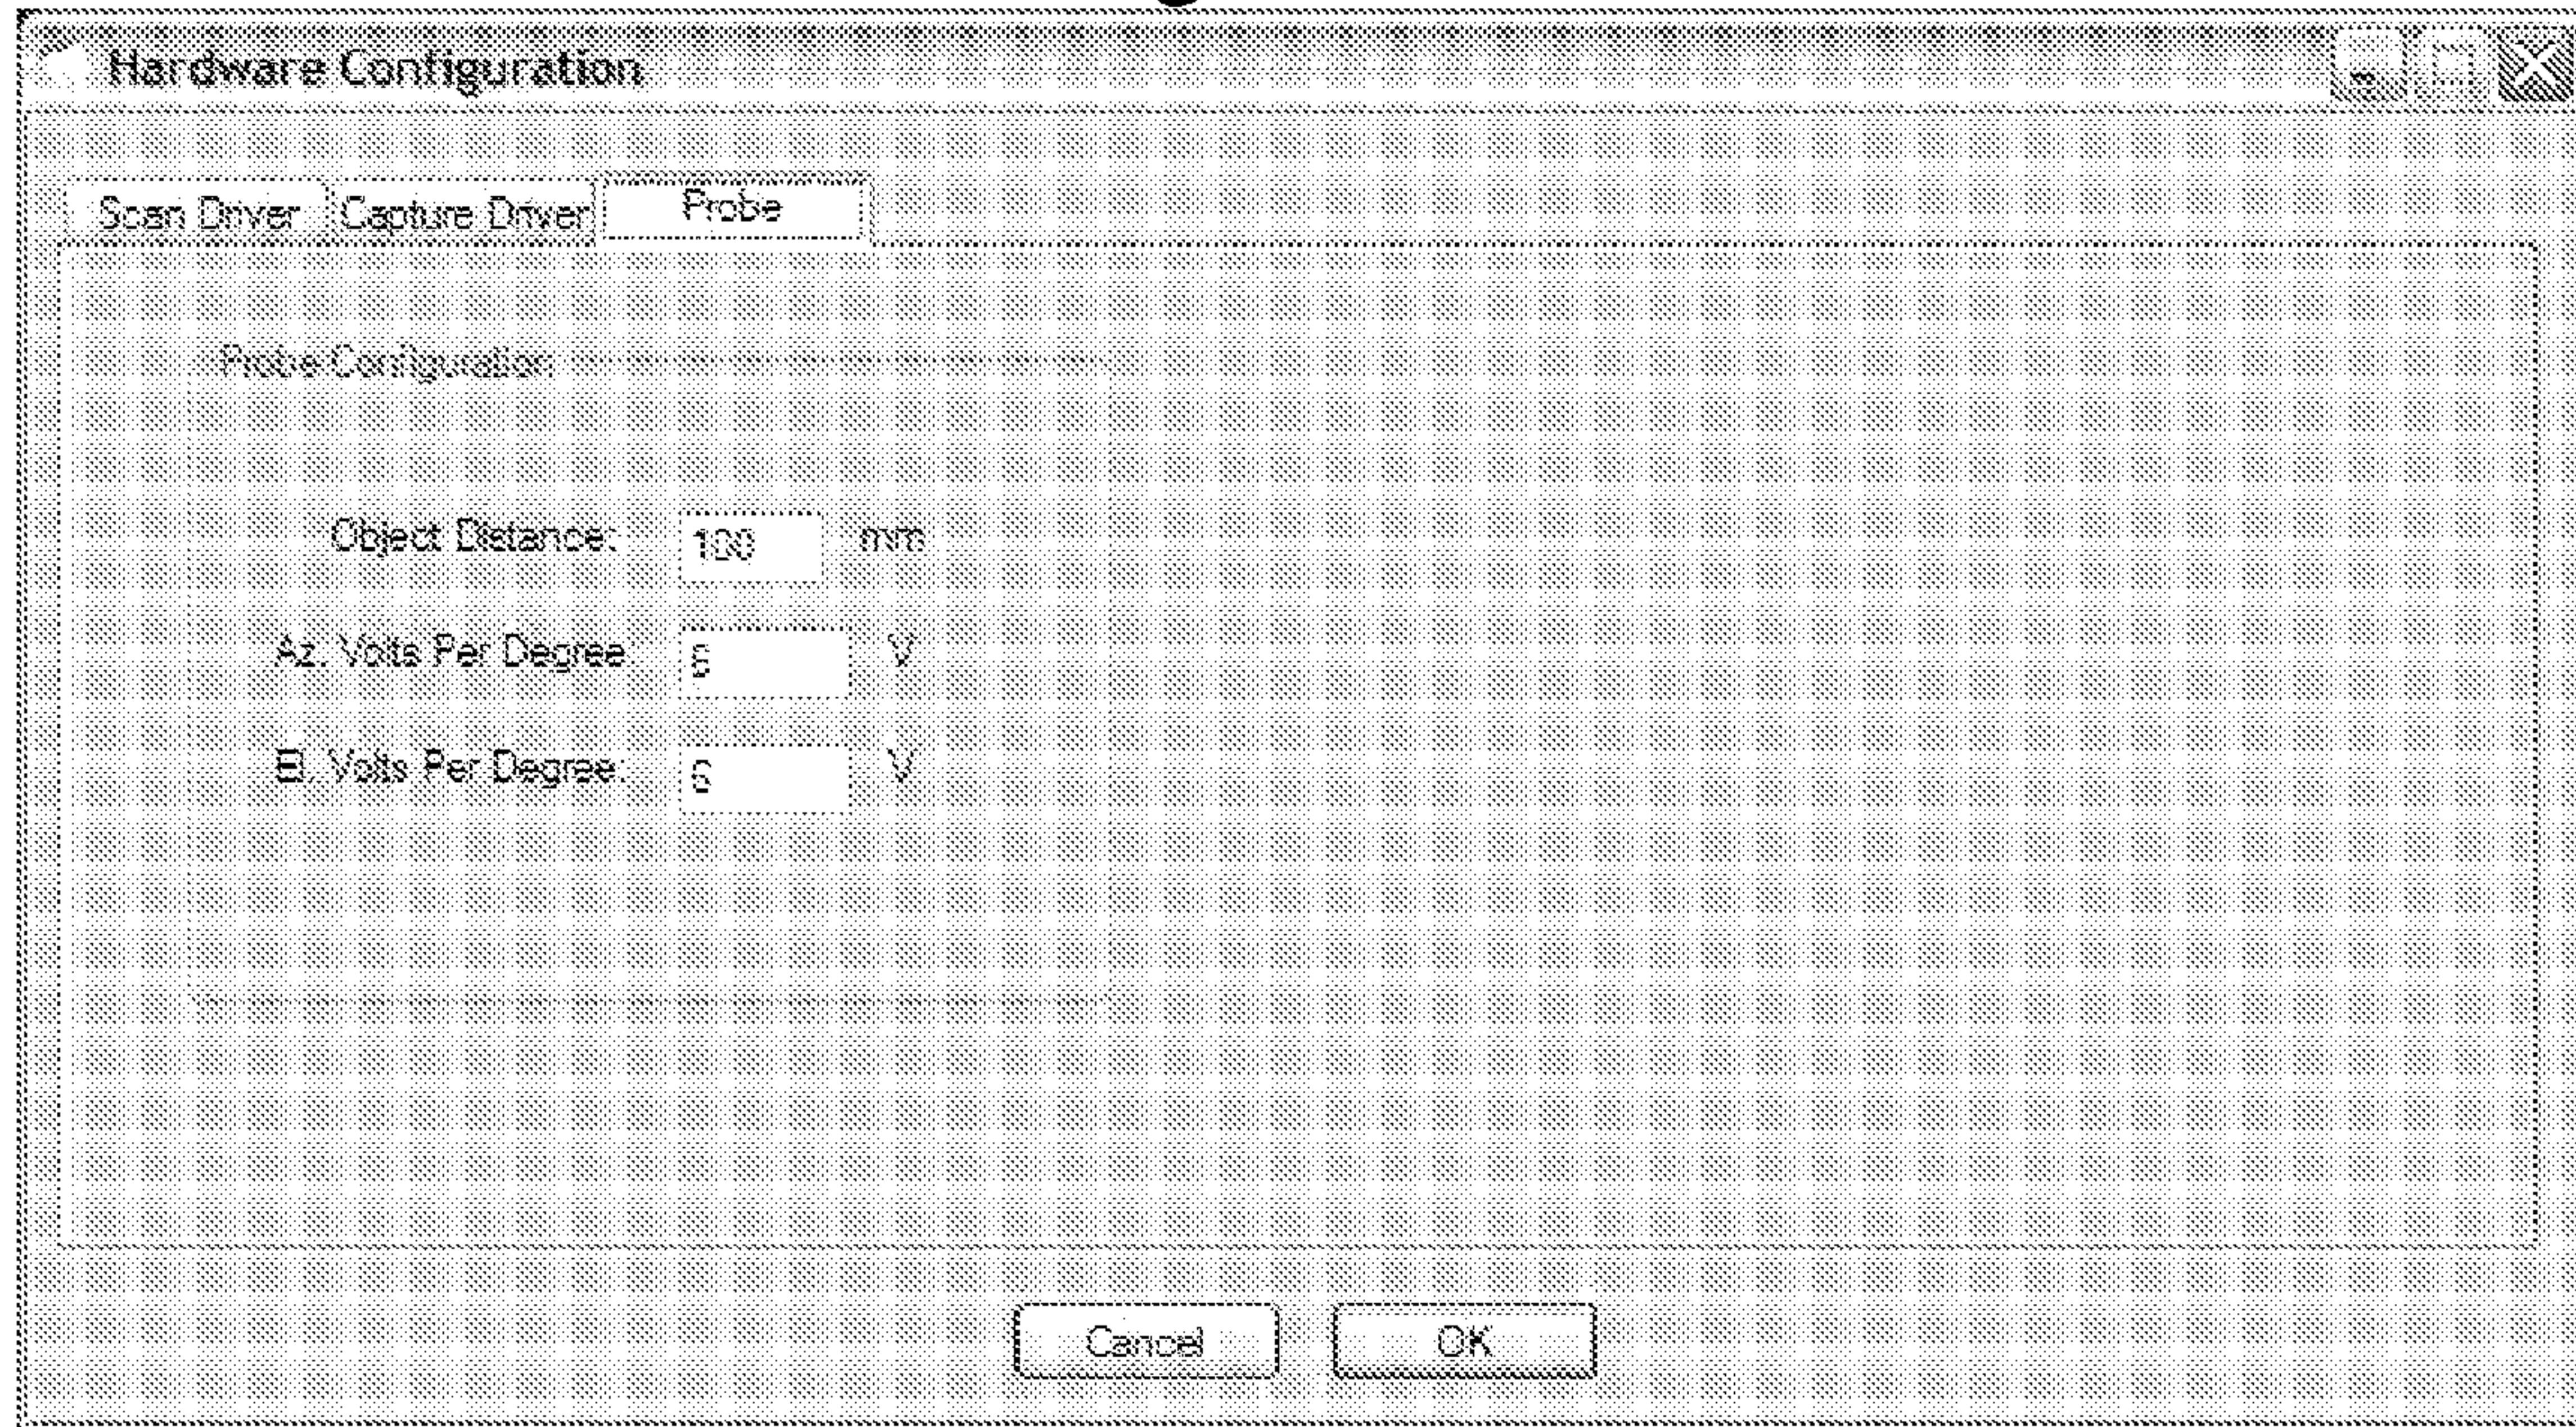 Hardware Configuration
Scan Driver Capture Driver Probe
Probe Configuration
Object Distance: 100 mm
Az. Volts Per Degree: V
El. Volts Per Degree: V
Cancel OK